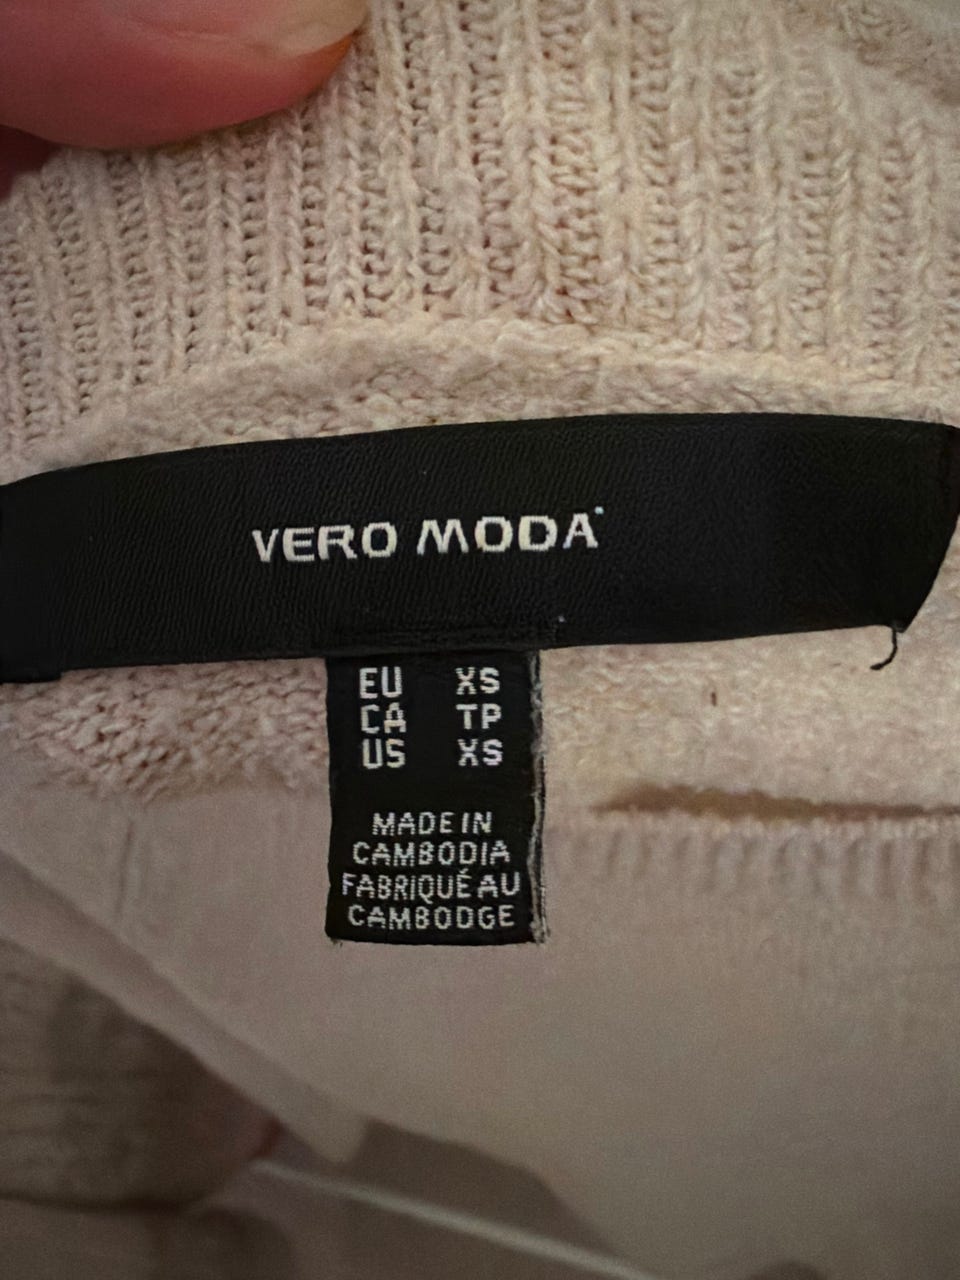 VERO MODA
EU XS
CA TP
US XS
MADE IN
CAMBODIA
FABRIQUÉ AU
CAMBODGE